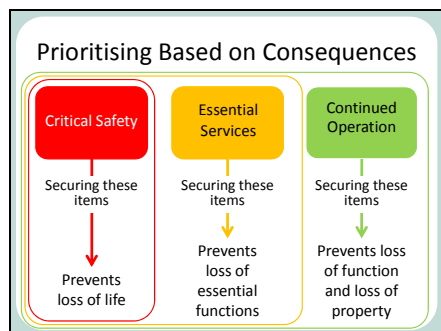 Prioritising Based on Consequences
Critical Safety
Securing these
items
Prevents
loss of life
Essential
Services
Securing these
items
Prevents
loss of
essential
functions
Continued
Operation
Securing these
items
Prevents loss
of function
and loss of
property